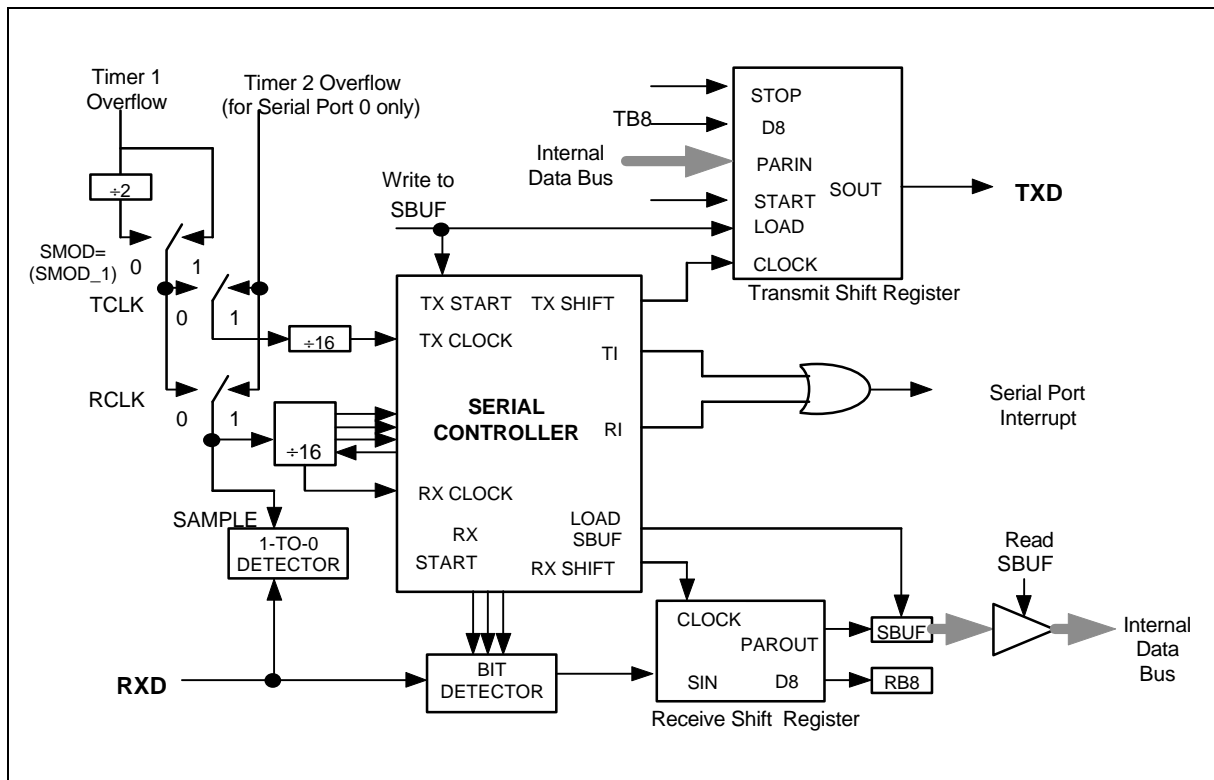 Timer 1
Overflow
Timer 2 Overflow
(for Serial Port 0 only)
÷2
SMOD=
(SMOD_1)
0
1
TCLK
0
1
÷16
RCLK
0
1
÷16
SAMPLE
1-TO-0
DETECTOR
RXD
Write to
SBUF
TX START
TX SHIFT
TX CLOCK
TI
SERIAL
CONTROLLER
RI
RX CLOCK
LOAD
SBUF
RX
START
RX SHIFT
BIT
DETECTOR
TB8
Internal
Data Bus
STOP
D8
PARIN
SOUT
START
LOAD
CLOCK
Transmit Shift Register
TXD
Serial Port
Interrupt
CLOCK
PAROUT
SIN
D8
Receive Shift Register
SBUF
RB8
Read
SBUF
Internal
Data
Bus